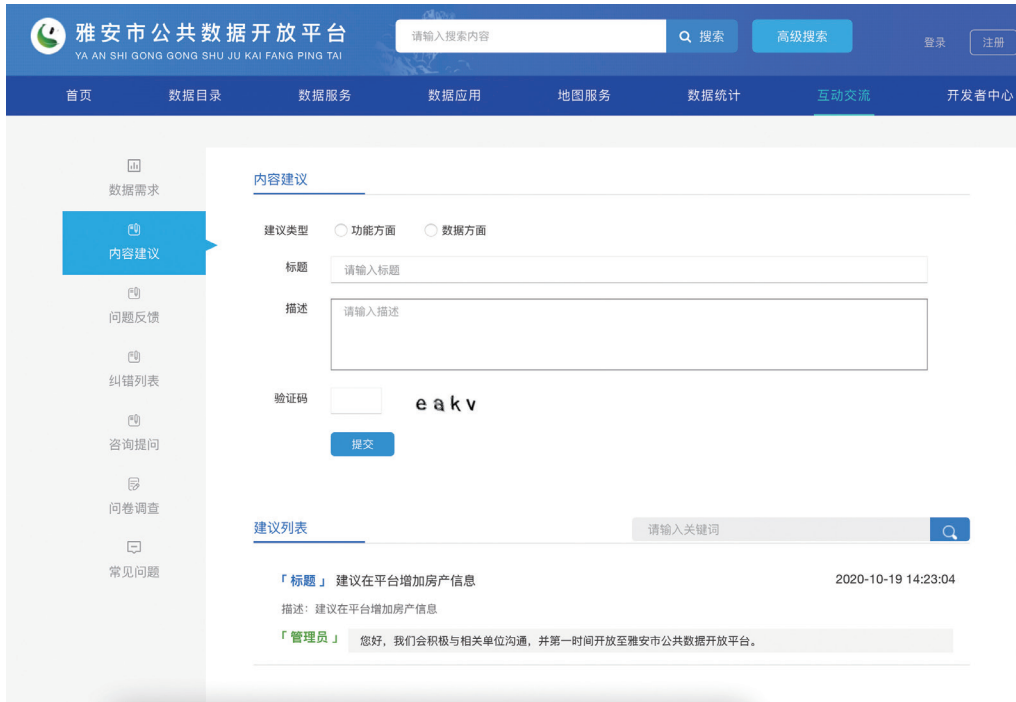 雅安市公共数据开放平台
YA AN SHI GONG GONG SHU JU KAI FANG PING TAI
请输入搜索内容
搜索
高级搜索
登录
注册
首页 数据目录 数据服务 数据应用 地图服务 数据统计 互动交流 开发者中心
数据需求
内容建议
问题反馈
纠错列表
咨询提问
问卷调查
常见问题
内容建议
建议类型 功能方面 数据方面
标题 请输入标题
描述 请输入描述
验证码 eakv
提交
建议列表 请输入关键词
「标题」 建议在平台增加房产信息 2020-10-19 14:23:04
描述：建议在平台增加房产信息
「管理员」 您好，我们会积极与相关单位沟通，并第一时间开放至雅安市公共数据开放平台。